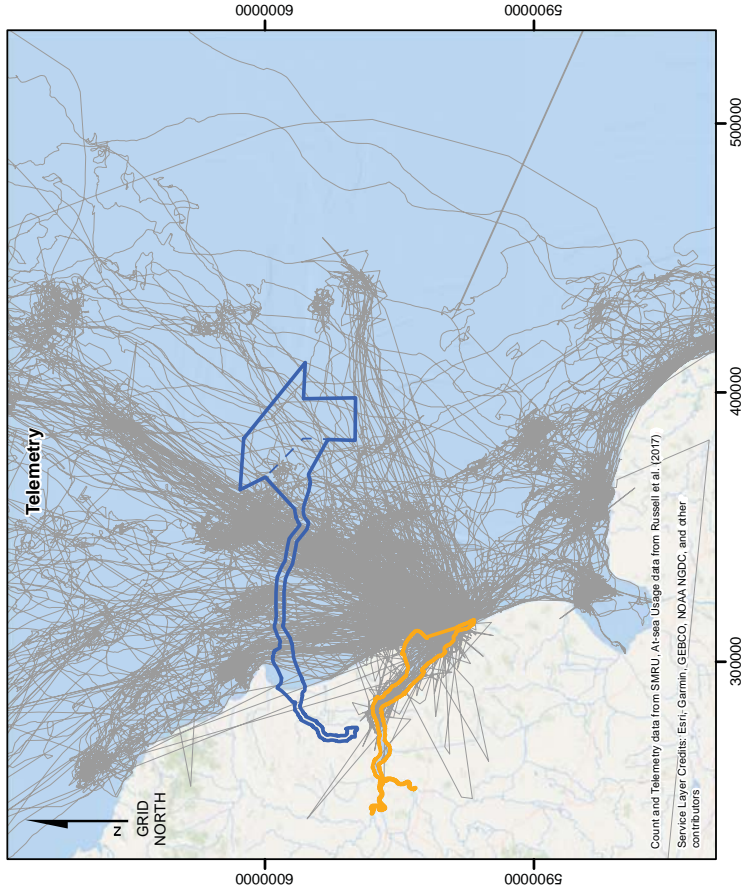 6000000
5900000
Telemetry
500000
400000
300000
N
GRID
NORTH
Count and Telemetry data from SMRU, At-sea Usage data from Russell et al. (2017)
Service Layer Credits: Esri, Garmin, GEBCO, NOAA NGDC, and other
contributors
6000000
5900000